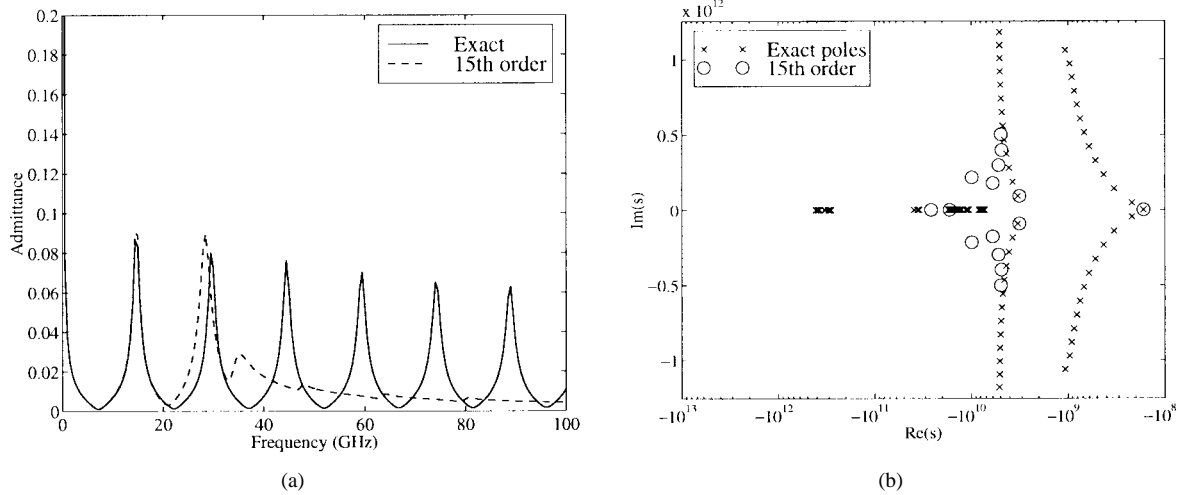 0.2
0.18
0.16
0.14
0.12
0.1
0.08
0.06
0.04
0.02
0
Admittance
Exact
15th order
0 20 40 60 80 100
Frequency (GHz)
(a)
x 10^12
1
0.5
0
−0.5
−1
Im(s)
Exact poles
15th order
−10^13 −10^12 −10^11 −10^10 −10^9 −10^8
Re(s)
(b)